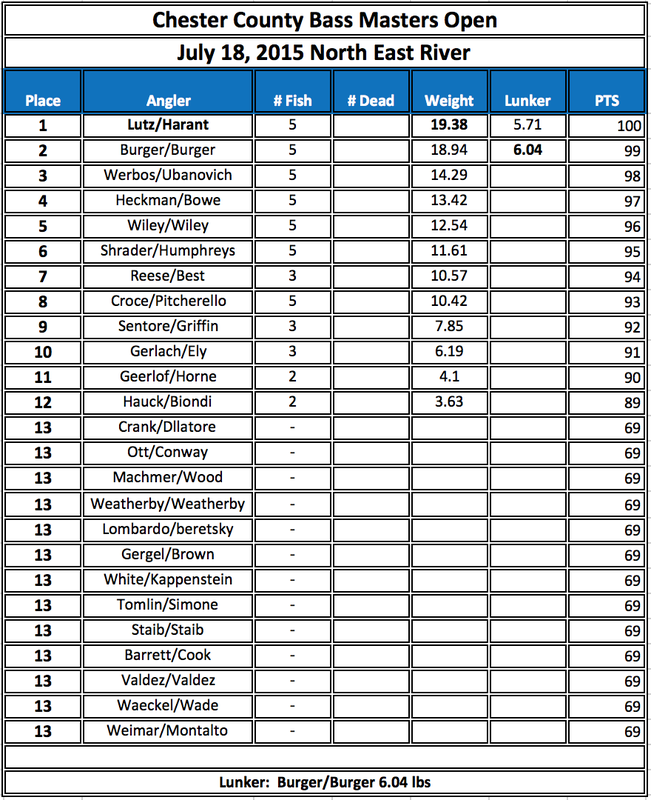 Chester County Bass Masters Open
July 18, 2015 North East River
Place Angler # Fish # Dead Weight Lunker PTS
1 Lutz/Harant 5 19.38 5.71 100
2 Burger/Burger 5 18.94 6.04 99
3 Werbos/Ubanovich 5 14.29 98
4 Heckman/Bowe 5 13.42 97
5 Wiley/Wiley 5 12.54 96
6 Shrader/Humphreys 5 11.61 95
7 Reese/Best 3 10.57 94
8 Croce/Pitcherello 5 10.42 93
9 Sentore/Griffin 3 7.85 92
10 Gerlach/Ely 3 6.19 91
11 Geerlof/Horne 2 4.1 90
12 Hauck/Biondi 2 3.63 89
13 Crank/Dllatore - 69
13 Ott/Conway - 69
13 Machmer/Wood - 69
13 Weatherby/Weatherby - 69
13 Lombardo/beretsky - 69
13 Gergel/Brown - 69
13 White/Kappenstein - 69
13 Tomlin/Simone - 69
13 Staib/Staib - 69
13 Barrett/Cook - 69
13 Valdez/Valdez - 69
13 Waeckel/Wade - 69
13 Weimar/Montalto - 69
Lunker: Burger/Burger 6.04 lbs